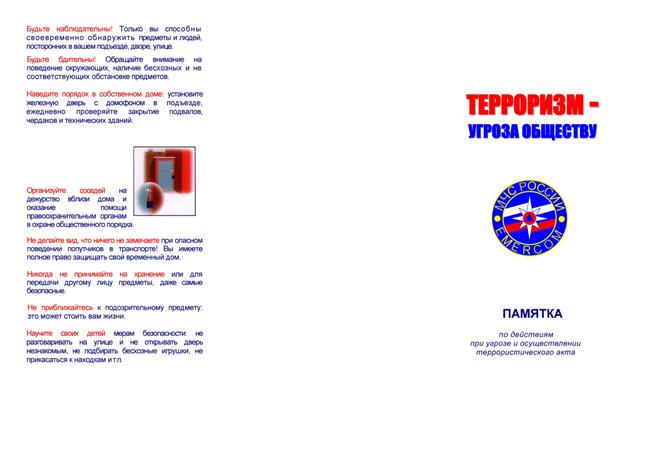 Будьте наблюдательны! Только вы способны
своевременно обнаружить предметы и людей,
посторонних в вашем подъезде, дворе, улице.
Будьте бдительны! Обращайте внимание на
поведение окружающих, наличие бесхозных и не
соответствующих обстановке предметов.
Наведите порядок в собственном доме: установите
железную дверь с домофоном в подъезде,
ежедневно проверяйте закрытие подвалов,
чердаков и технических зданий.
Организуйте соседей на
дежурство вблизи дома и
оказание помощи
правоохранительным органам
в охране общественного порядка.
Не делайте вид, что ничего не замечаете при опасном
поведении попутчиков в транспорте! Вы имеете
полное право защищать свой временный дом.
Никогда не принимайте на хранение или для
передачи другому лицу предметы, даже самые
безопасные.
Не приближайтесь к подозрительному предмету:
это может стоить вам жизни.
Научите своих детей мерам безопасности: не
разговаривать на улице и не открывать дверь
незнакомым, не подбирать бесхозные игрушки, не
прикасаться к находкам и т.п.
ТЕРРОРИЗМ -
УГРОЗА ОБЩЕСТВУ
МЧС РОССИИ
EMERCOM
ПАМЯТКА
по действиям
при угрозе и осуществлении
террористического акта